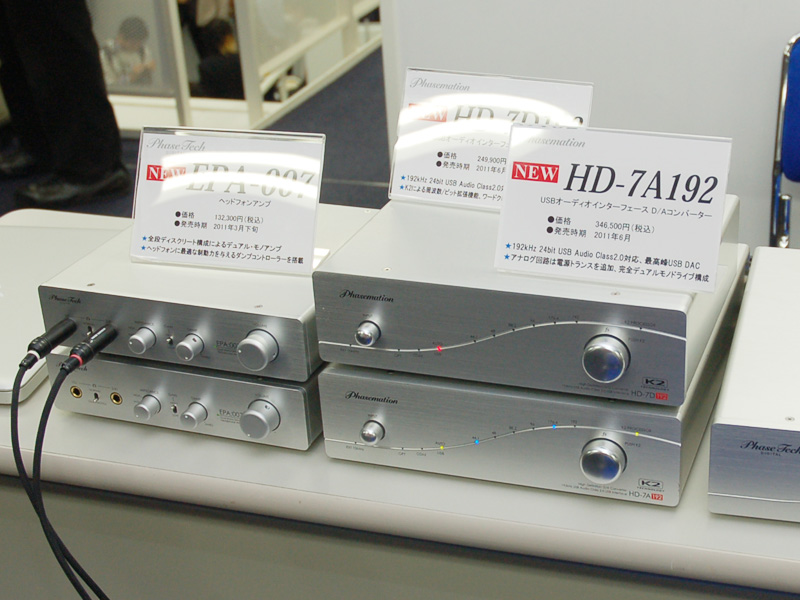 Phase Tech
NEW EPA-007
ヘッドフォンアンプ
●価格 132,300円(税込)
●発売時期 2011年3月下旬
★全段ディスクリート構成によるデュアル・モノアンプ
★ヘッドフォンに最適な制動力を与えるダンプコントローラーを搭載
Phasemation
NEW HD-7D192
オーディオインターフェース
●価格 249,900円
●発売時期 2011年6月
★192kHz 24bit USB Audio Class2.0
NEW HD-7A192
USBオーディオインターフェース D/Aコンバーター
●価格 346,500円(税込)
●発売時期 2011年6月
★192kHz 24bit USB Audio Class2.0対応、最高峰USB DAC
★アナログ回路は電源トランスを追加、完全デュアルモノドライブ構成
Phase Tech
EPA-007
Phasemation
K2
HD-7D192
Phase Tech
EPA-007
Phasemation
K2
HD-7A192
Phase Tech
DIGITAL